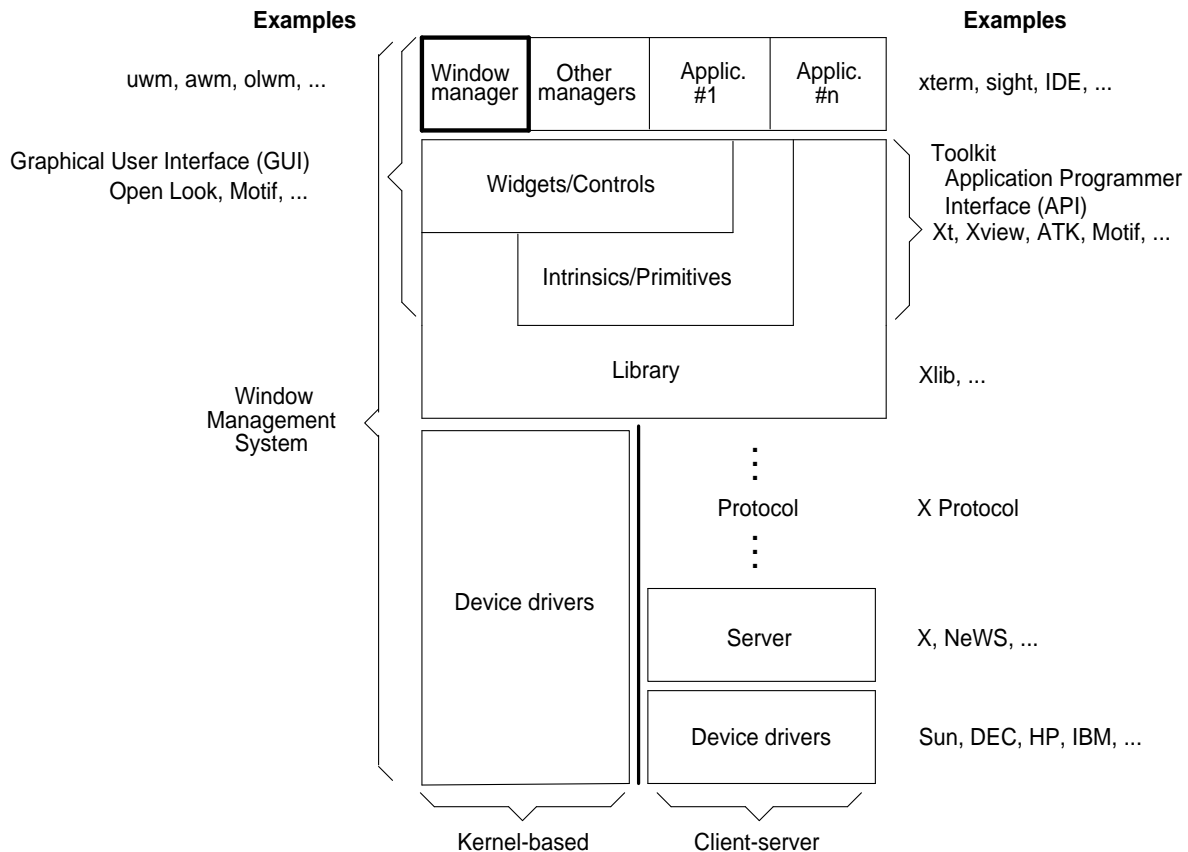 Examples
Examples
uwm, awm, olwm, ...
Window
manager
Other
managers
Applic.
#1
Applic.
#n
xterm, sight, IDE, ...
Graphical User Interface (GUI)
Open Look, Motif, ...
Widgets/Controls
Toolkit
Application Programmer
Interface (API)
Xt, Xview, ATK, Motif, ...
Intrinsics/Primitives
Library
Xlib, ...
Window
Management
System
Protocol
X Protocol
Device drivers
Server
X, NeWS, ...
Device drivers
Sun, DEC, HP, IBM, ...
Kernel-based
Client-server